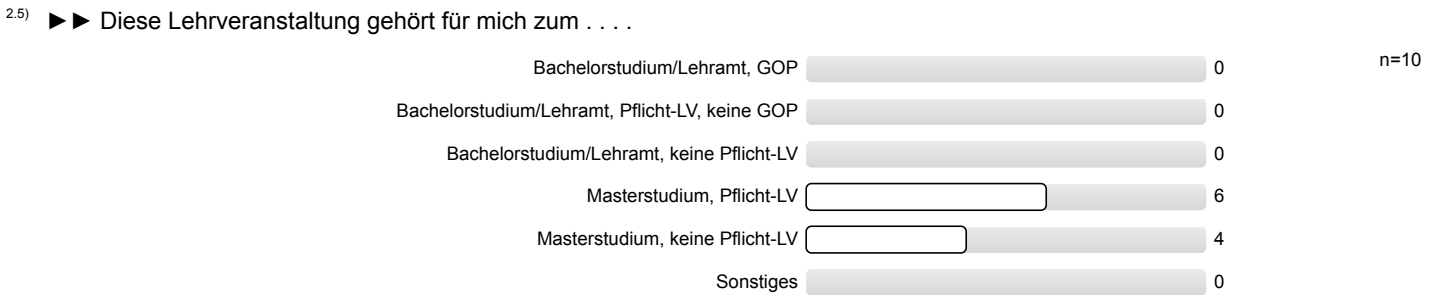 2.5) ►► Diese Lehrveranstaltung gehört für mich zum . . . .
Bachelorstudium/Lehramt, GOP 0 n=10
Bachelorstudium/Lehramt, Pflicht-LV, keine GOP 0
Bachelorstudium/Lehramt, keine Pflicht-LV 0
Masterstudium, Pflicht-LV 6
Masterstudium, keine Pflicht-LV 4
Sonstiges 0